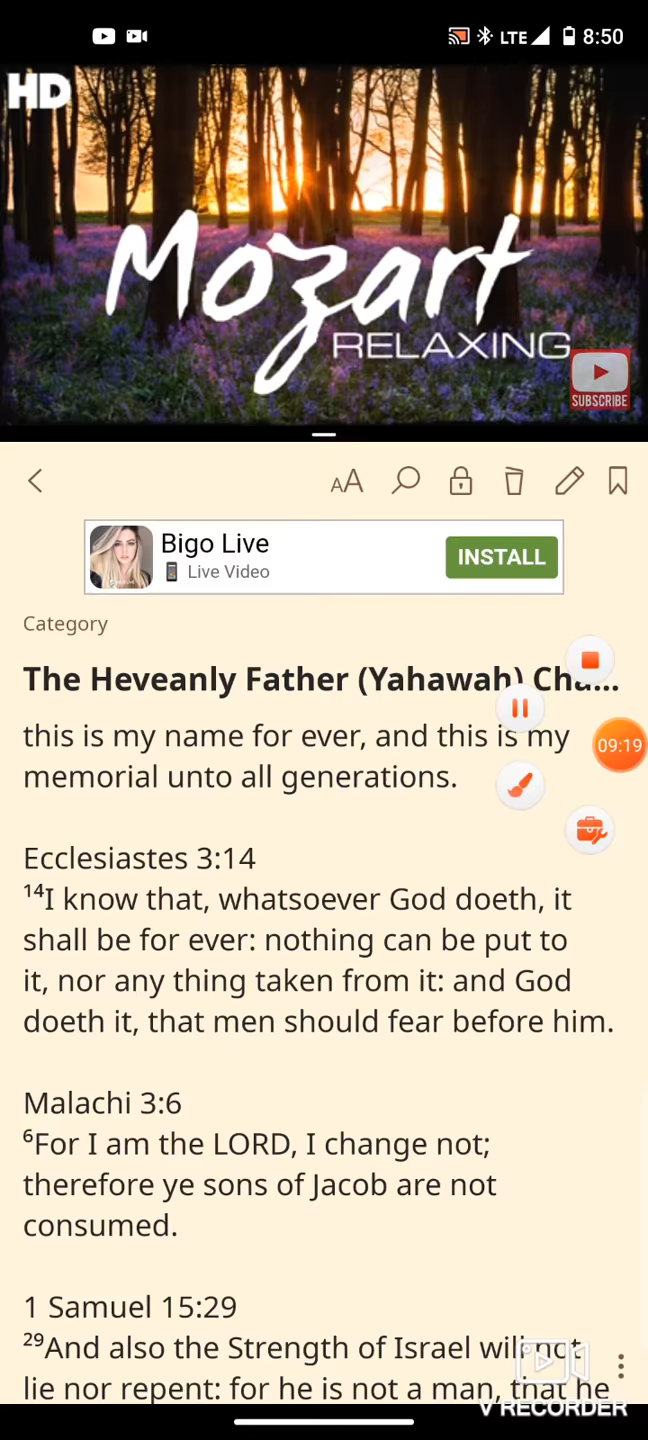 LTE 8:50
HD
Mozart
RELAXING
SUBSCRIBE
AA
Bigo Live
Live Video
INSTALL
Category
The Heveanly Father (Yahawah) Cha...
this is my name for ever, and this is my
memorial unto all generations.
09:19
Ecclesiastes 3:14
¹⁴I know that, whatsoever God doeth, it
shall be for ever: nothing can be put to
it, nor any thing taken from it: and God
doeth it, that men should fear before him.
Malachi 3:6
⁶For I am the LORD, I change not;
therefore ye sons of Jacob are not
consumed.
1 Samuel 15:29
²⁹And also the Strength of Israel will not
lie nor repent: for he is not a man, that he
V RECORDER